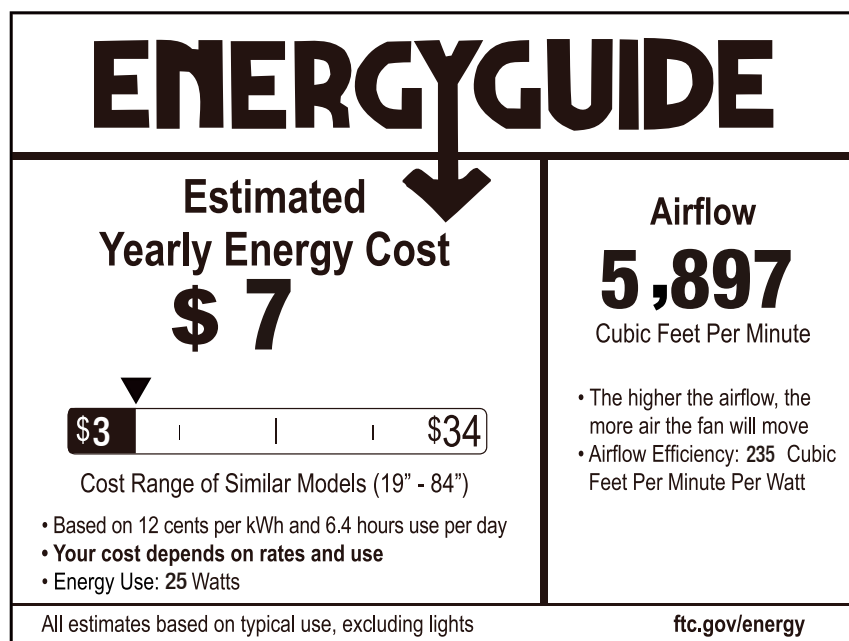 ENERGYGUIDE
Estimated
Yearly Energy Cost
$ 7
$3
$34
Cost Range of Similar Models (19” - 84”)
• Based on 12 cents per kWh and 6.4 hours use per day
• Your cost depends on rates and use
• Energy Use: 25 Watts
Airflow
5,897
Cubic Feet Per Minute
• The higher the airflow, the
more air the fan will move
• Airflow Efficiency: 235 Cubic
Feet Per Minute Per Watt
All estimates based on typical use, excluding lights
ftc.gov/energy